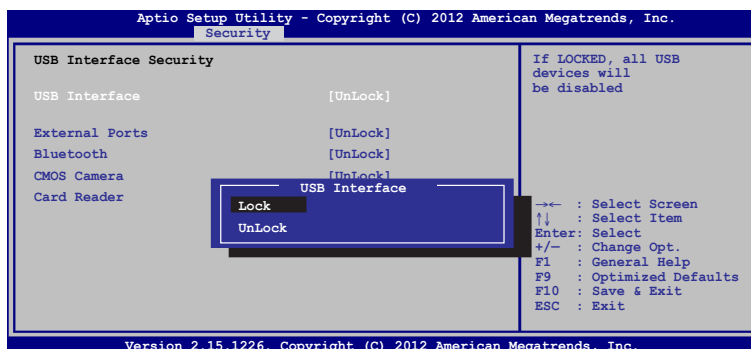 Aptio Setup Utility - Copyright (C) 2012 American Megatrends, Inc.
Security
USB Interface Security
USB Interface [UnLock]
External Ports [UnLock]
Bluetooth [UnLock]
CMOS Camera [UnLock]
Card Reader
USB Interface
Lock
UnLock
If LOCKED, all USB
devices will
be disabled
→← : Select Screen
↑↓ : Select Item
Enter: Select
+/— : Change Opt.
F1 : General Help
F9 : Optimized Defaults
F10 : Save & Exit
ESC : Exit
Version 2.15.1226. Copyright (C) 2012 American Megatrends, Inc.